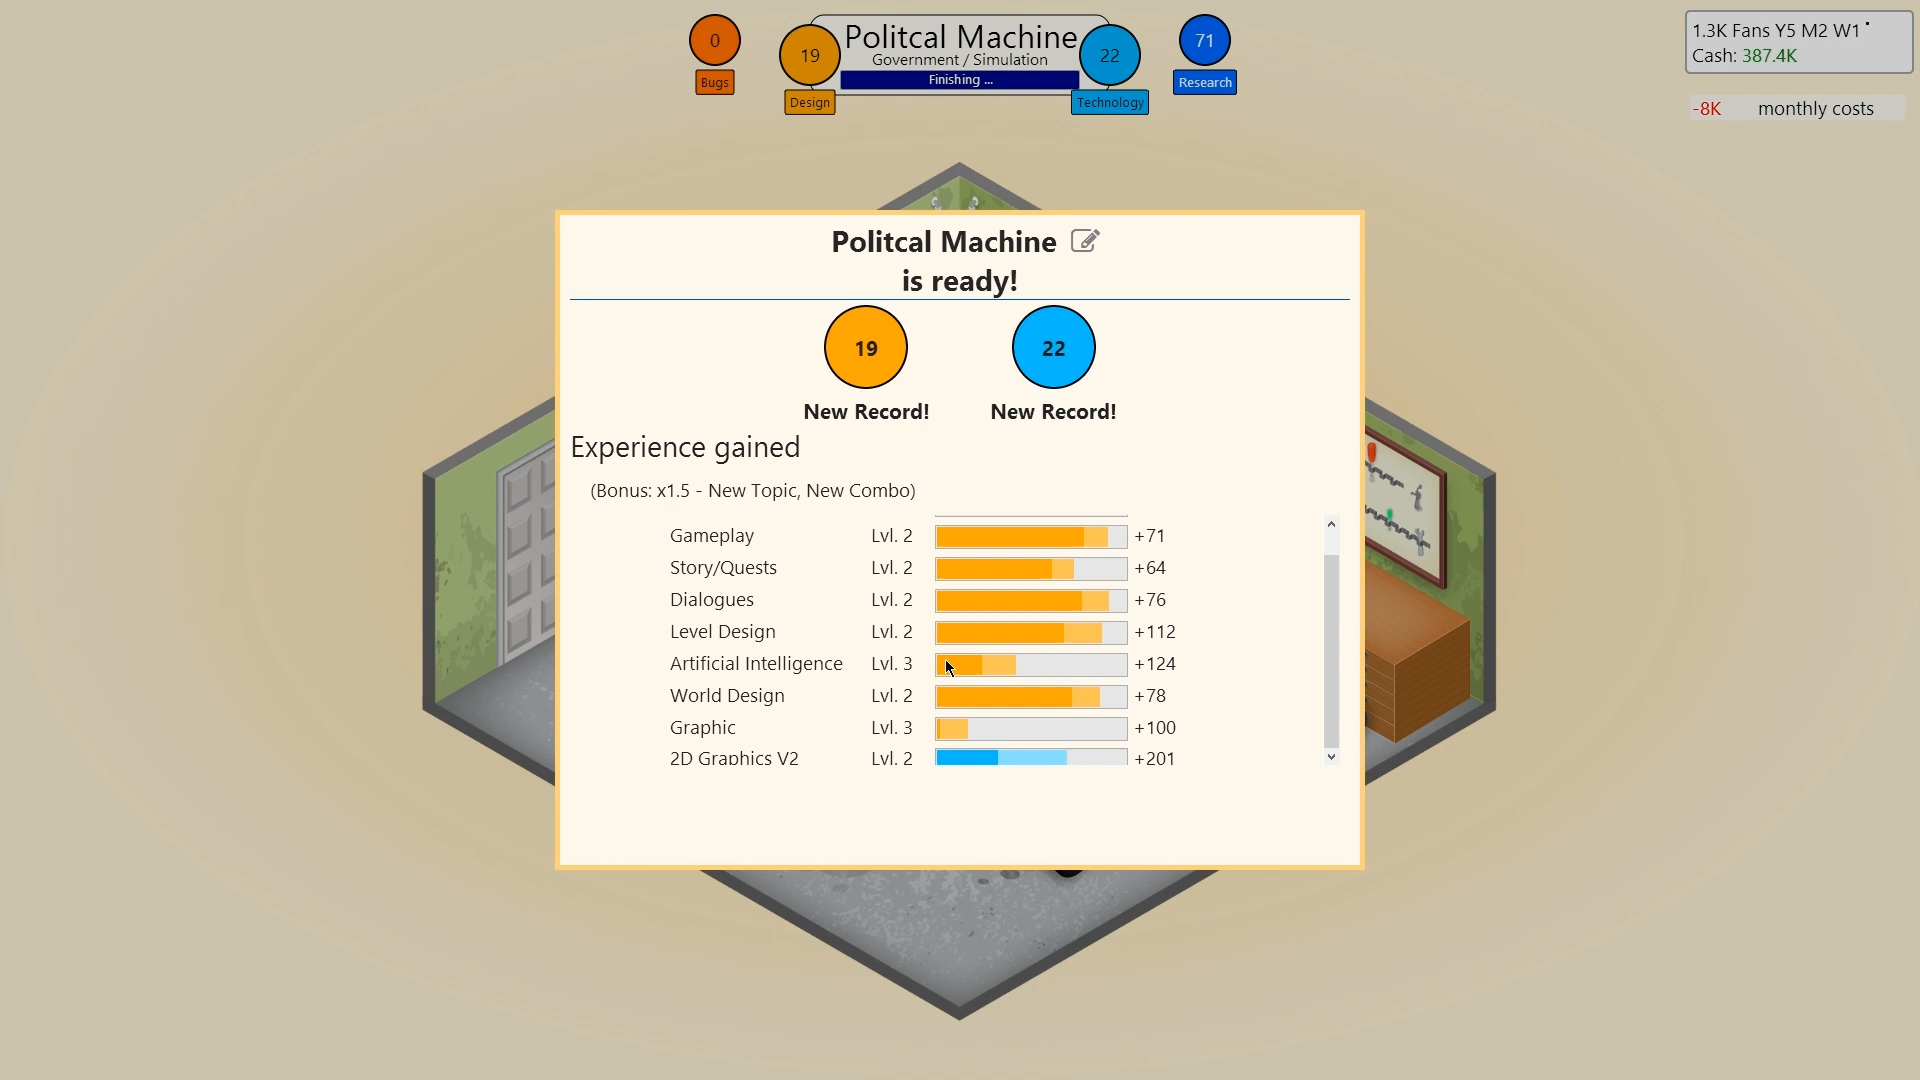 0
Bugs
19
Design
Politcal Machine
Government / Simulation
Finishing ...
22
Technology
71
Research
1.3K Fans Y5 M2 W1
Cash: 387.4K
-8K monthly costs
Politcal Machine
is ready!
19
22
New Record!
New Record!
Experience gained
(Bonus: x1.5 - New Topic, New Combo)
Gameplay Lvl. 2 +71
Story/Quests Lvl. 2 +64
Dialogues Lvl. 2 +76
Level Design Lvl. 2 +112
Artificial Intelligence Lvl. 3 +124
World Design Lvl. 2 +78
Graphic Lvl. 3 +100
2D Graphics V2 Lvl. 2 +201